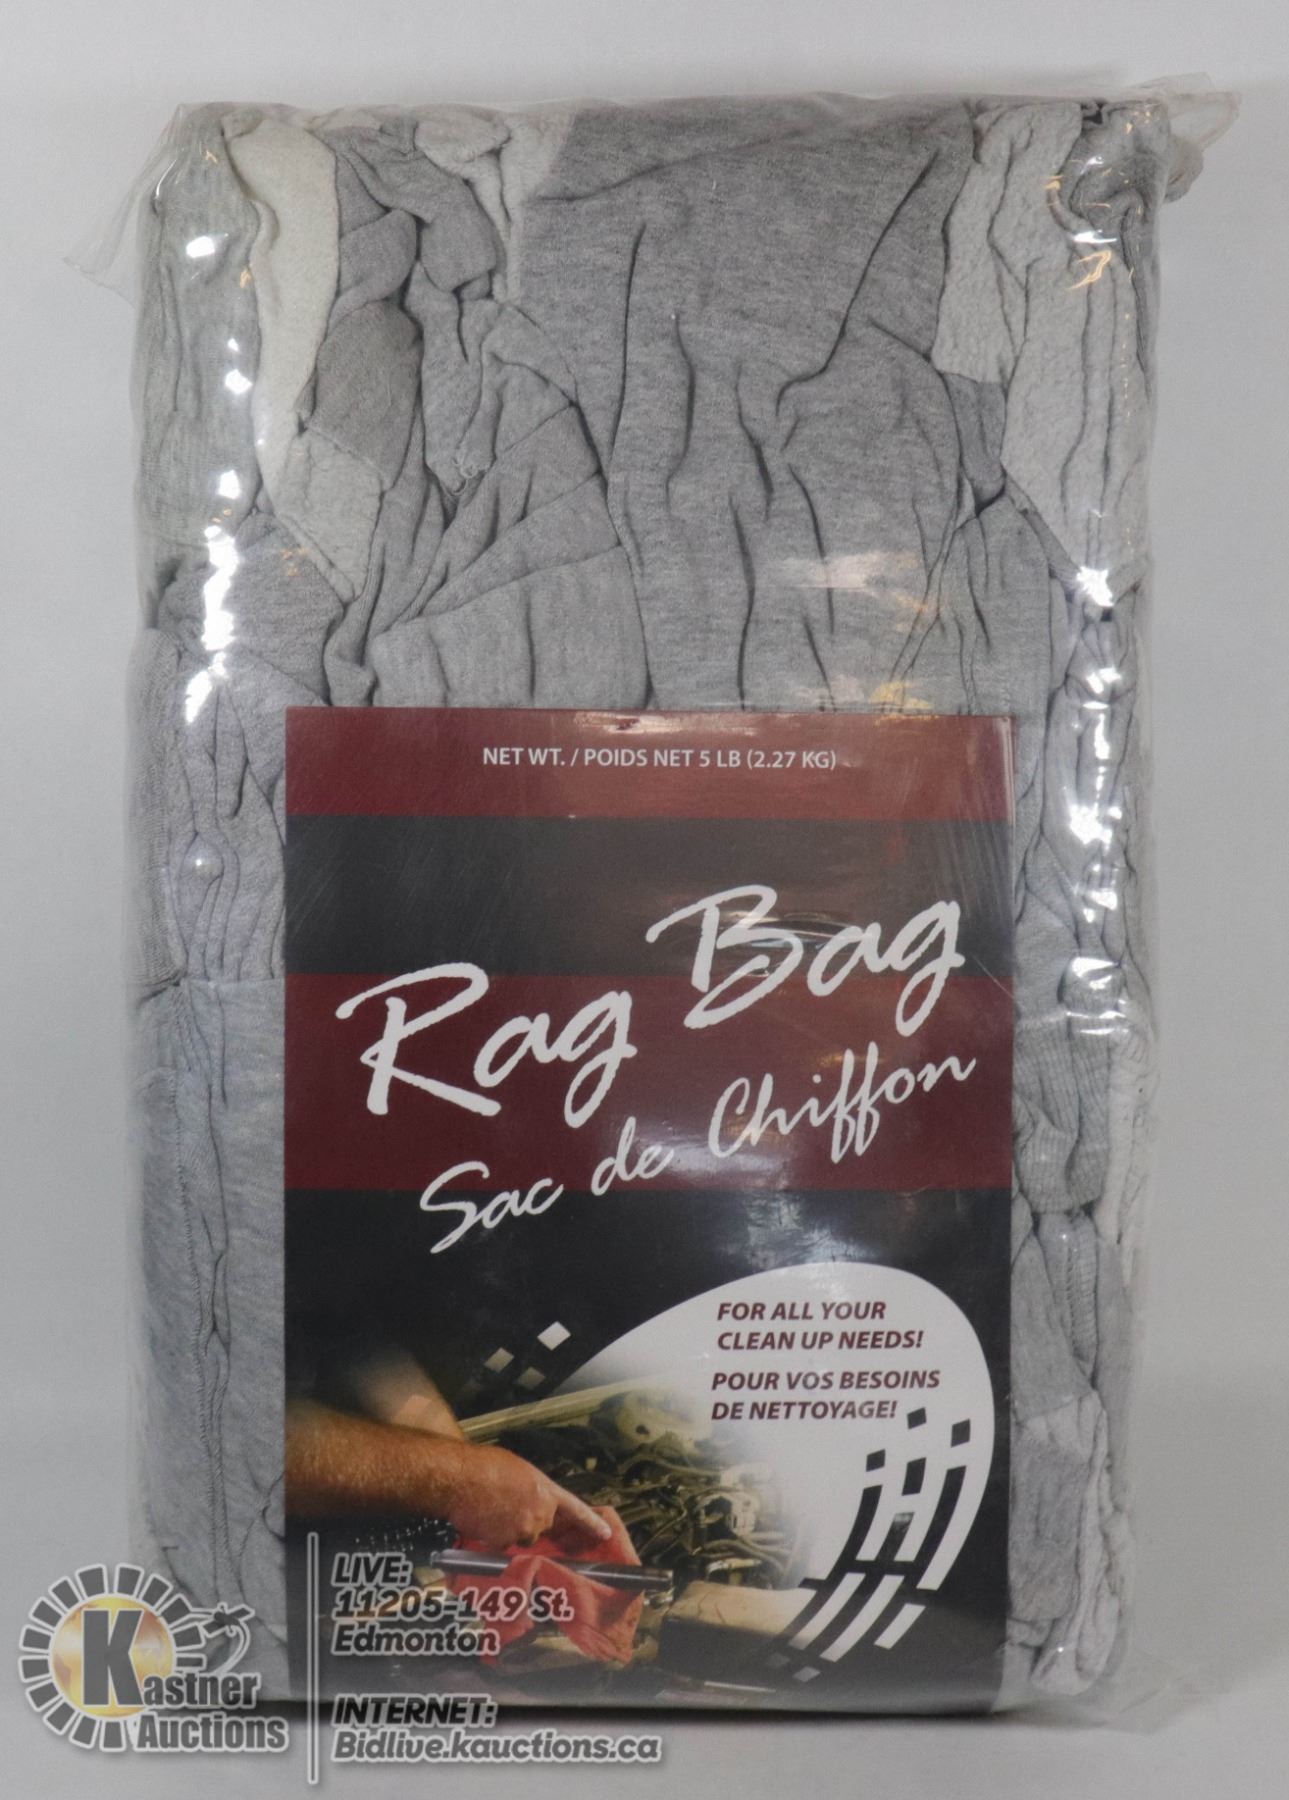 NET WT. / POIDS NET 5 LB (2.27 KG)
Rag Bag
Sac de Chiffon
FOR ALL YOUR
CLEAN UP NEEDS!
POUR VOS BESOINS
DE NETTOYAGE!
Kastner
Auctions
LIVE:
11205-149 St.
Edmonton
INTERNET:
Bidlive.kauctions.ca